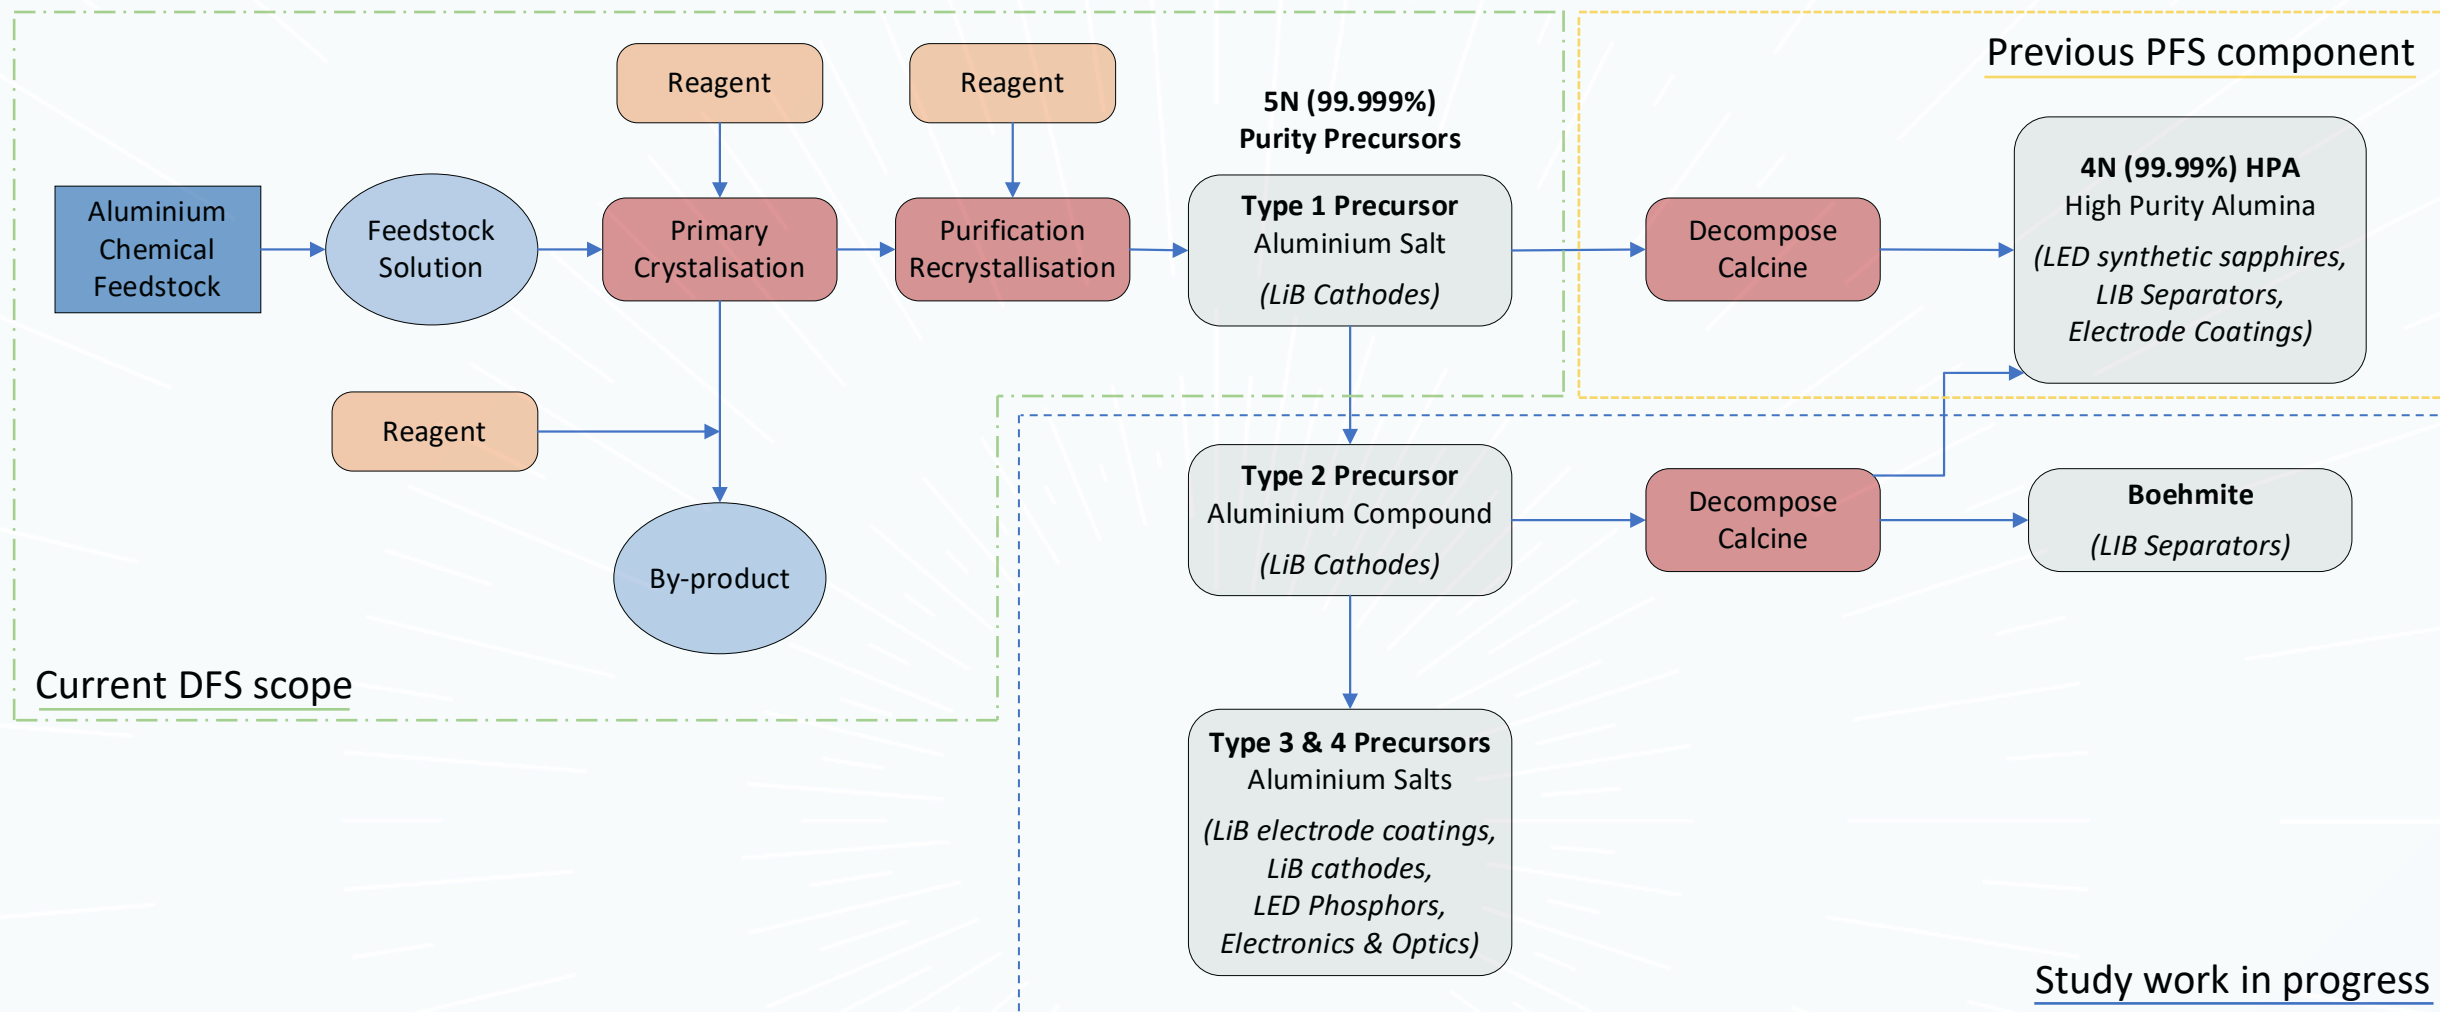 Previous PFS component
Reagent
Reagent
5N (99.999%)
Purity Precursors
Aluminium
Chemical
Feedstock
Feedstock
Solution
Primary
Crystalisation
Purification
Recrystallisation
Type 1 Precursor
Aluminium Salt
(LiB Cathodes)
Decompose
Calcine
4N (99.99%) HPA
High Purity Alumina
(LED synthetic sapphires,
LIB Separators,
Electrode Coatings)
Reagent
By-product
Current DFS scope
Type 2 Precursor
Aluminium Compound
(LiB Cathodes)
Decompose
Calcine
Boehmite
(LIB Separators)
Type 3 & 4 Precursors
Aluminium Salts
(LiB electrode coatings,
LiB cathodes,
LED Phosphors,
Electronics & Optics)
Study work in progress